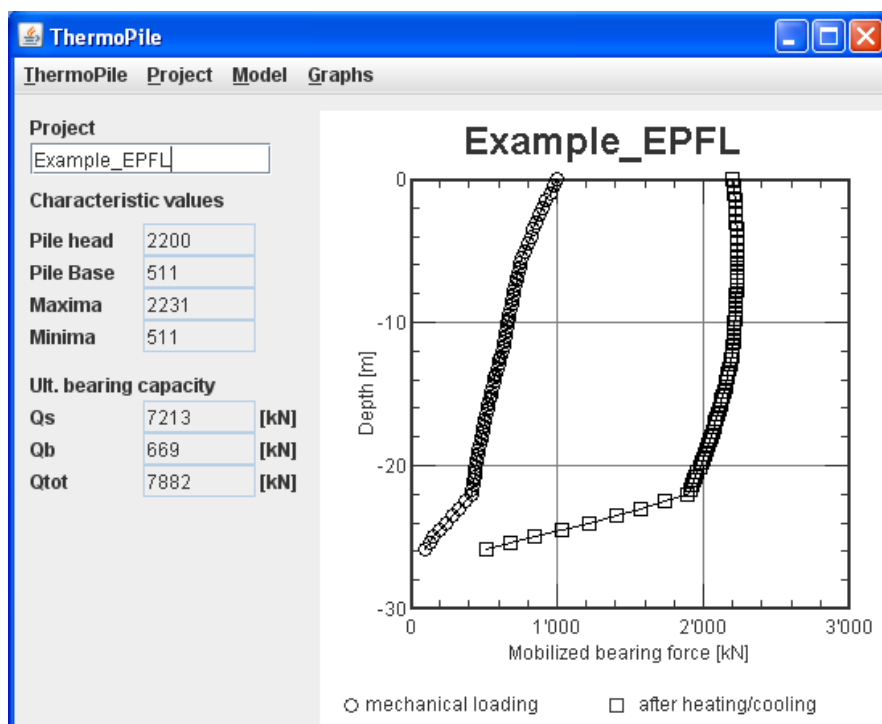 ThermoPile
ThermoPile Project Model Graphs
Project
Example_EPFL
Characteristic values
Pile head 2200
Pile Base 511
Maxima 2231
Minima 511
Ult. bearing capacity
Qs 7213 [kN]
Qb 669 [kN]
Qtot 7882 [kN]
Example_EPFL
0
-10
-20
-30
Depth [m]
0 1'000 2'000 3'000
Mobilized bearing force [kN]
mechanical loading after heating/cooling